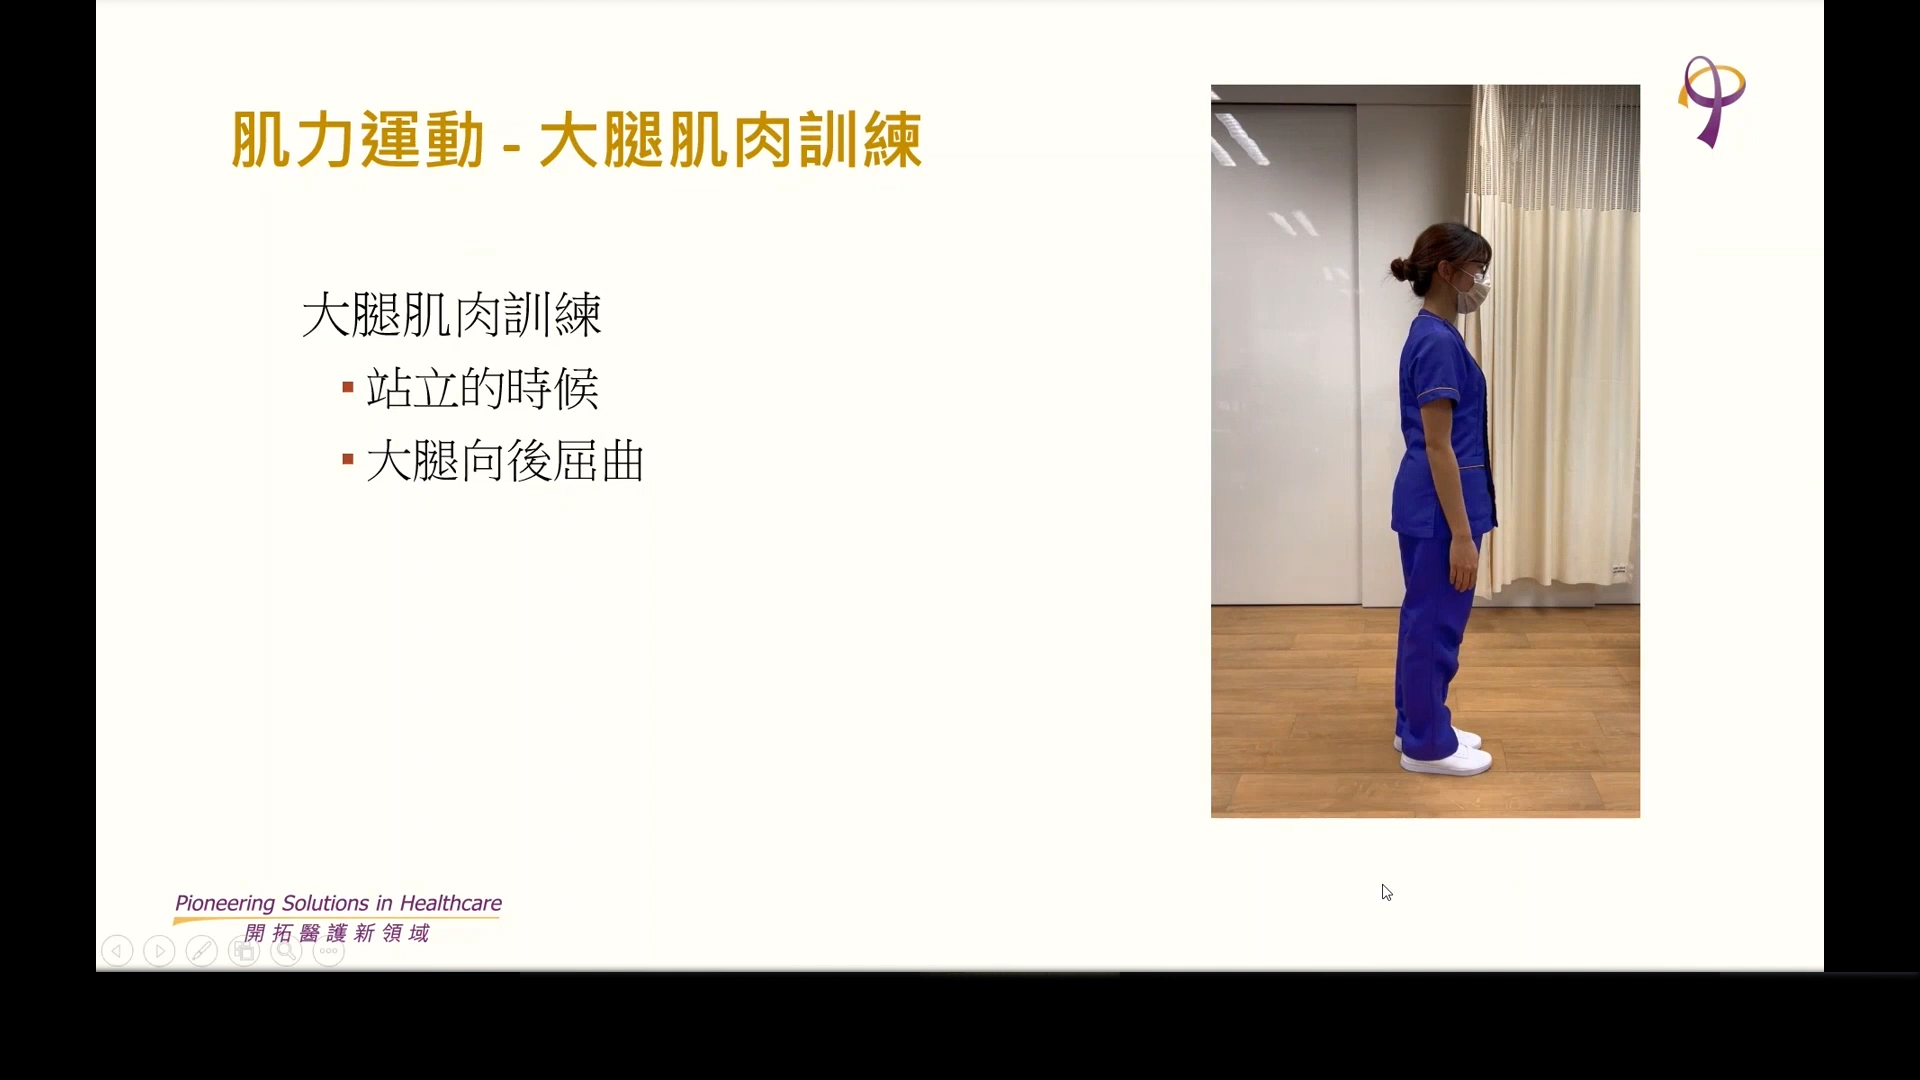 肌力運動 - 大腿肌肉訓練
大腿肌肉訓練
▪ 站立的時候
▪ 大腿向後屈曲
Pioneering Solutions in Healthcare
開拓醫護新領域